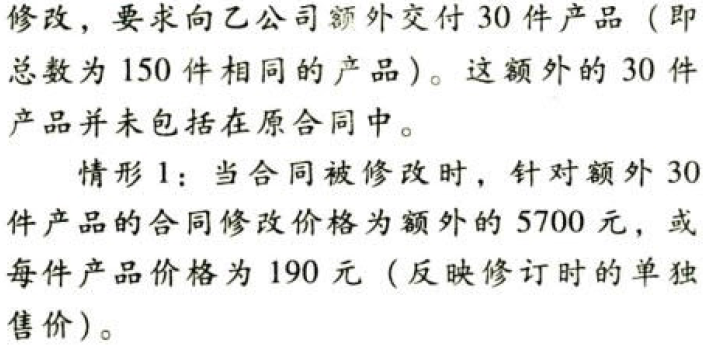 修改，要求向乙公司额外交付 30 件产品（即
总数为 150 件相同的产品）。这额外的 30 件
产品并未包括在原合同中。
情形 1：当合同被修改时，针对额外 30
件产品的合同修改价格为额外的 5700 元，或
每件产品价格为 190 元（反映修订时的单独
售价）。